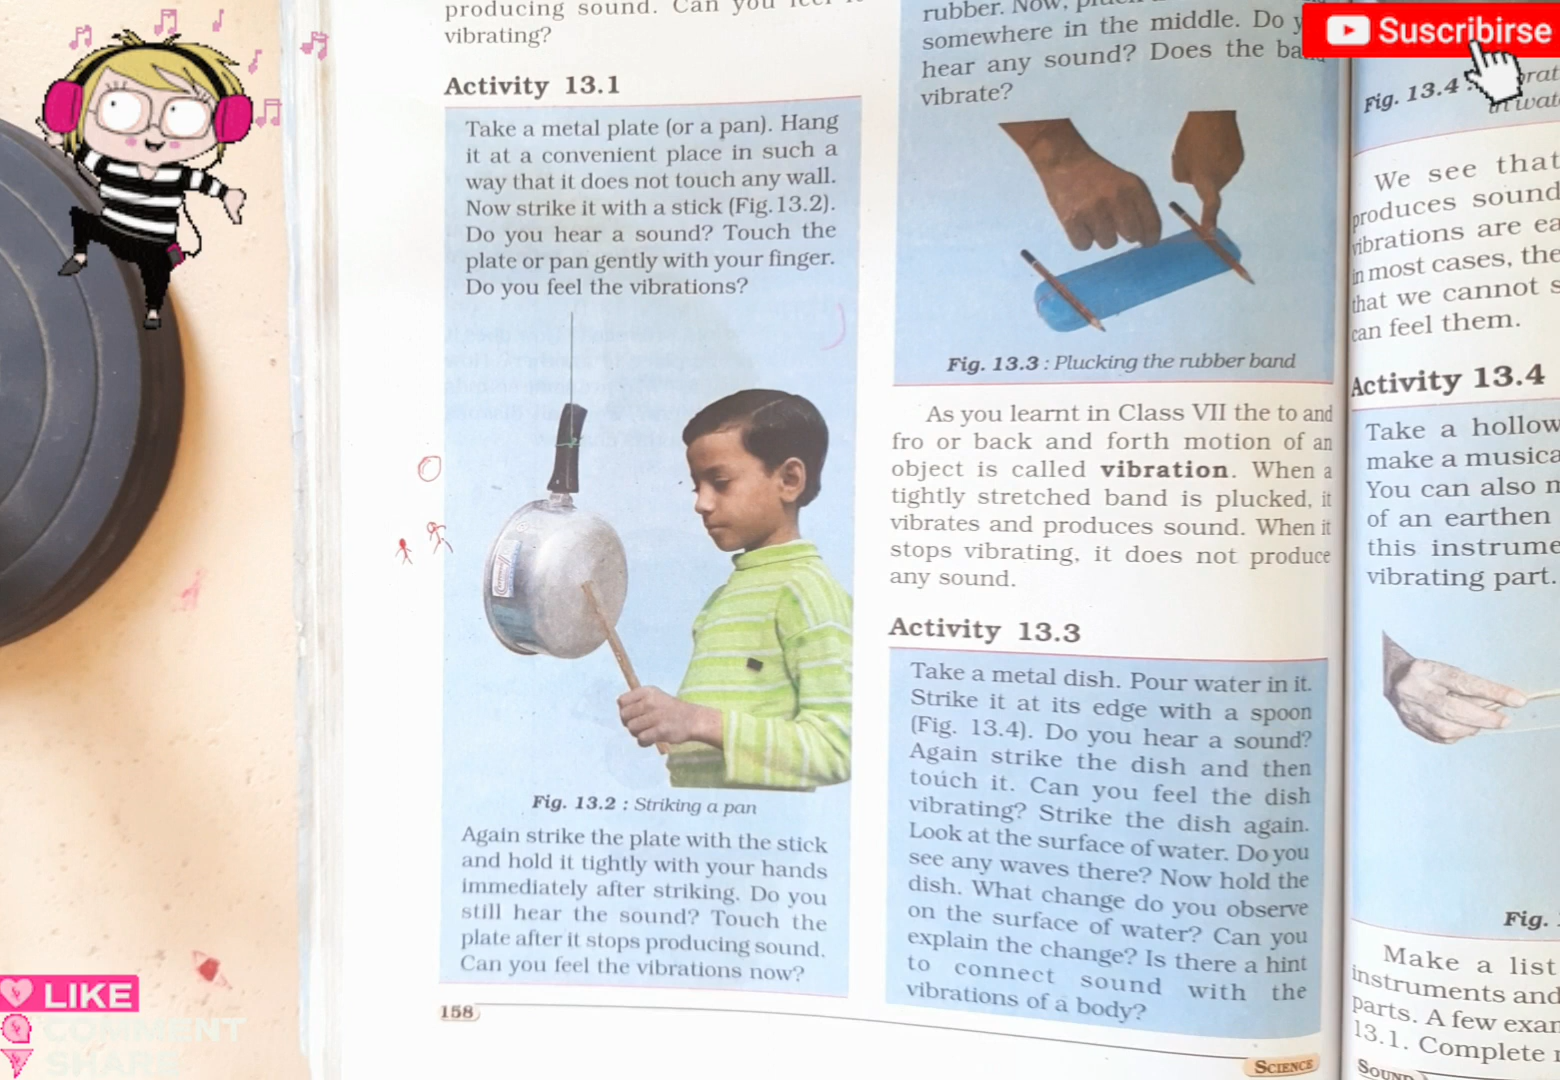 producing sound. Can you feel it
vibrating?
Activity 13.1
Take a metal plate (or a pan). Hang
it at a convenient place in such a
way that it does not touch any wall.
Now strike it with a stick (Fig.13.2).
Do you hear a sound? Touch the
plate or pan gently with your finger.
Do you feel the vibrations?
Fig. 13.2 : Striking a pan
Again strike the plate with the stick
and hold it tightly with your hands
immediately after striking. Do you
still hear the sound? Touch the
plate after it stops producing sound.
Can you feel the vibrations now?
158
rubber. Now,
somewhere in the middle. Do
hear any sound? Does the
vibrate?
Fig. 13.3 : Plucking the rubber band
As you learnt in Class VII the to and
fro or back and forth motion of an
object is called vibration. When a
tightly stretched band is plucked, it
vibrates and produces sound. When it
stops vibrating, it does not produce
any sound.
Activity 13.3
Take a metal dish. Pour water in it.
Strike it at its edge with a spoon
(Fig. 13.4). Do you hear a sound?
Again strike the dish and then
touch it. Can you feel the dish
vibrating? Strike the dish again.
Look at the surface of water. Do you
see any waves there? Now hold the
dish. What change do you observe
on the surface of water? Can you
explain the change? Is there a hint
to connect sound with the
vibrations of a body?
SCIENCE
Suscribirse
Fig. 13.4 :
in
We see that
produces sound
vibrations are
in most cases, the
that we cannot
can feel them.
Activity 13.4
Take a hollow
make a
You can also
of an earthen
this
vibrating part.
Fig.
Make a list
instruments and
parts. A few
13.1. Complete
SOUND
LIKE
COMMENT
SHARE